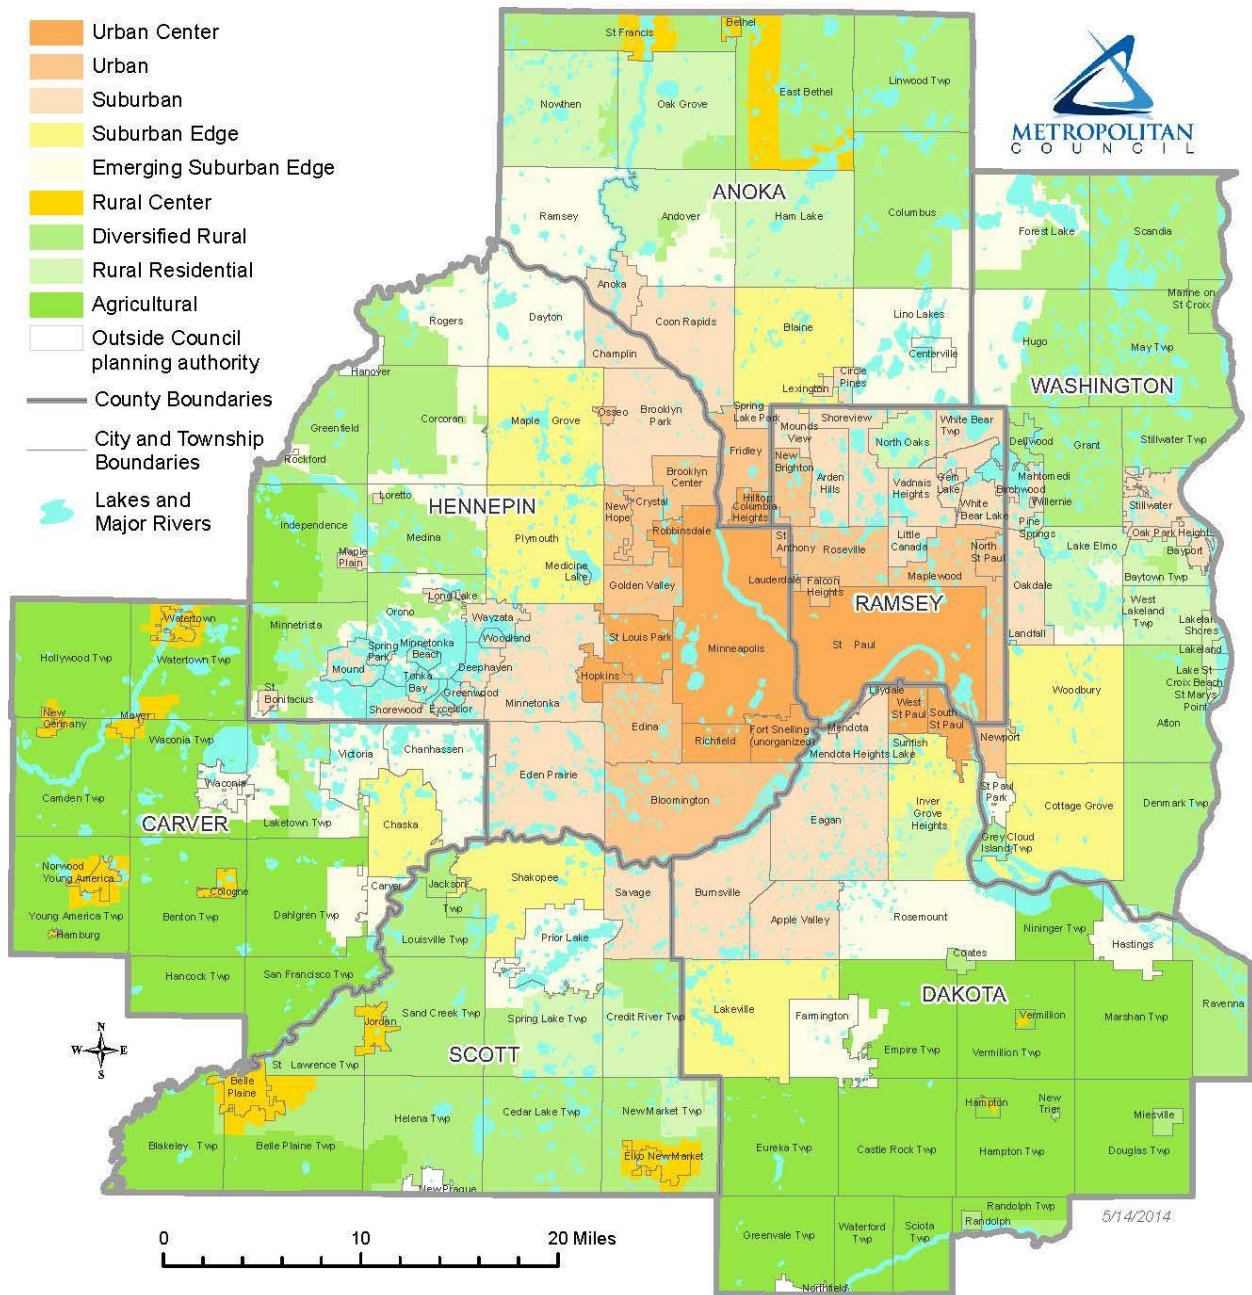 Urban Center
Urban
Suburban
Suburban Edge
Emerging Suburban Edge
Rural Center
Diversified Rural
Rural Residential
Agricultural
Outside Council
planning authority
County Boundaries
City and Township
Boundaries
Lakes and
Major Rivers
METROPOLITAN
COUNCIL
St Francis
Bethel
East Bethel
Linwood Twp
Nowthen
Oak Grove
ANOKA
Ramsey
Andover
Ham Lake
Columbus
Forest Lake
Scandia
Marine on
St Croix
Anoka
Rogers
Dayton
Coon Rapids
Blaine
Lino Lakes
Centerville
Hugo
May Twp
Champlin
Hanover
Circle
Pines
Lexington
WASHINGTON
Corcoran
Maple Grove
Osseo
Brooklyn
Park
Spring
Lake Park
Mounds
View
Shoreview
White Bear
Twp
Greenfield
Rockford
Fridley
North Oaks
Dellwood
Grant
Stillwater Twp
New
Brighton
Arden
Hills
Vadnais
Heights
Gem
Lake
Mahtomedi
Birchwood
Willernie
Brooklyn
Center
Loretto
HENNEPIN
Crystal
New
Hope
Hilltop
Columbia
Heights
White
Bear Lake
Stillwater
Independence
Medina
Plymouth
Robbinsdale
St
Anthony
Roseville
Little
Canada
North
St Paul
Pine
Springs
Oak Park Heights
Bayport
Lake Elmo
Maple
Plain
Medicine
Lake
Golden Valley
Lauderdale
Falcon
Heights
Maplewood
Oakdale
Baytown Twp
Long Lake
RAMSEY
West
Lakeland
Twp
Lakeland
Shores
Watertown
Minnetrista
Orono
Wayzata
Woodland
Minnetonka
Beach
Spring
Park
St Louis Park
Minneapolis
St Paul
Landfall
Lakeland
Hollywood Twp
Watertown Twp
Mound
Tonka
Bay
Deephaven
Greenwood
Hopkins
Lake St
Croix Beach
St Marys
Point
St
Bonifacius
Shorewood
Excelsior
Minnetonka
Lilydale
West
St Paul
South
St Paul
Woodbury
Afton
New
Germany
Mayer
Waconia Twp
Victoria
Chanhassen
Edina
Richfield
Fort Snelling
(unorganized)
Mendota
Mendota Heights
Sunfish
Lake
Newport
Waconia
Eden Prairie
Bloomington
St Paul
Park
Camden Twp
CARVER
Laketown Twp
Chaska
Eagan
Inver
Grove
Heights
Cottage Grove
Denmark Twp
Grey Cloud
Island Twp
Norwood
Young America
Cologne
Carver
Jackson
Twp
Shakopee
Savage
Burnsville
Young America Twp
Benton Twp
Dahlgren Twp
Apple Valley
Rosemount
Hamburg
Louisville Twp
Prior Lake
Nininger Twp
Hastings
Coates
Hancock Twp
San Francisco Twp
DAKOTA
Ravenna
Jordan
Sand Creek Twp
Spring Lake Twp
Credit River Twp
Lakeville
Farmington
Vermillion
Marshan Twp
Empire Twp
Vermillion Twp
SCOTT
St Lawrence Twp
Belle
Plaine
Helena Twp
Cedar Lake Twp
New Market Twp
Hampton
New
Trier
Miesville
Blakeley Twp
Belle Plaine Twp
Elko New Market
Eureka Twp
Castle Rock Twp
Hampton Twp
Douglas Twp
New Prague
Randolph Twp
Randolph
Greenvale Twp
Waterford
Twp
Sciota
Twp
Northfield
5/14/2014
N
W
E
S
0
10
20 Miles